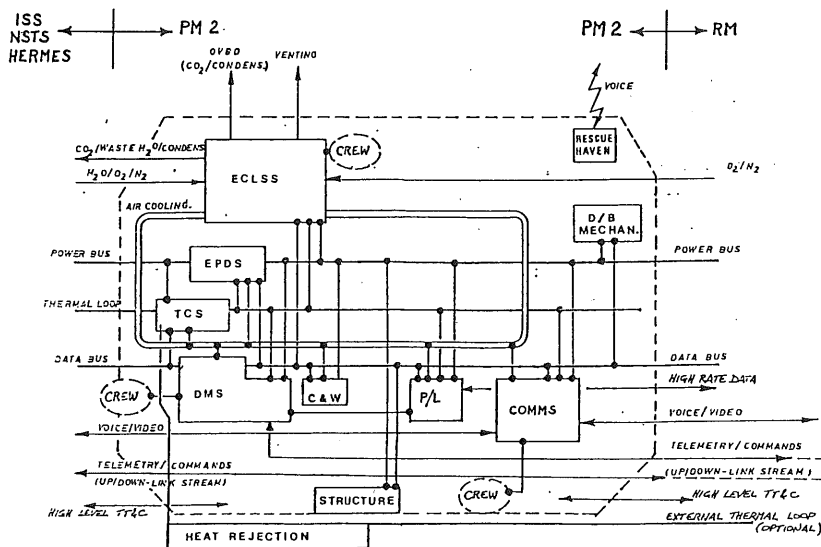 ISS
NSTS
HERMES
PM 2
PM 2
RM
OVBD
(CO2/CONDENS.)
VENTING
VOICE
RESCUE
HAVEN
CREW
CO2/WASTE H2O/CONDENS
ECLSS
H2O/O2/N2
O2/N2
AIR COOLING.
D/B
MECHAN.
POWER BUS
EPDS
POWER BUS
THERMAL LOOP
TCS
DATA BUS
DATA BUS
DMS
C & W
P/L
COMMS
HIGH RATE DATA
CREW
VOICE/VIDEO
VOICE/VIDEO
TELEMETRY/COMMANDS
TELEMETRY/COMMANDS
(UP/DOWN-LINK STREAM)
(UP/DOWN-LINK STREAM)
STRUCTURE
CREW
HIGH LEVEL TT&C
HIGH LEVEL TT&C
EXTERNAL THERMAL LOOP
(OPTIONAL)
HEAT REJECTION